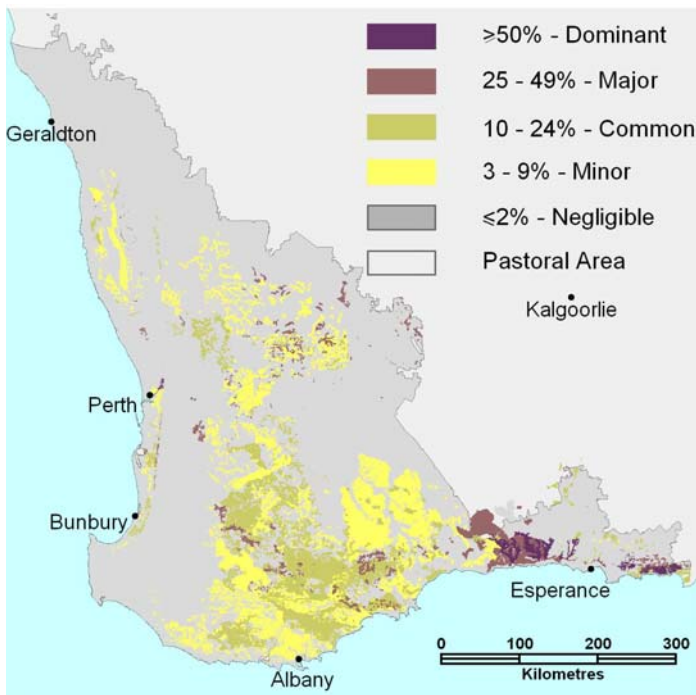 ≥50% - Dominant
25 - 49% - Major
10 - 24% - Common
3 - 9% - Minor
≤2% - Negligible
Pastoral Area
Geraldton
Kalgoorlie
Perth
Bunbury
Esperance
Albany
0 100 200 300
Kilometres